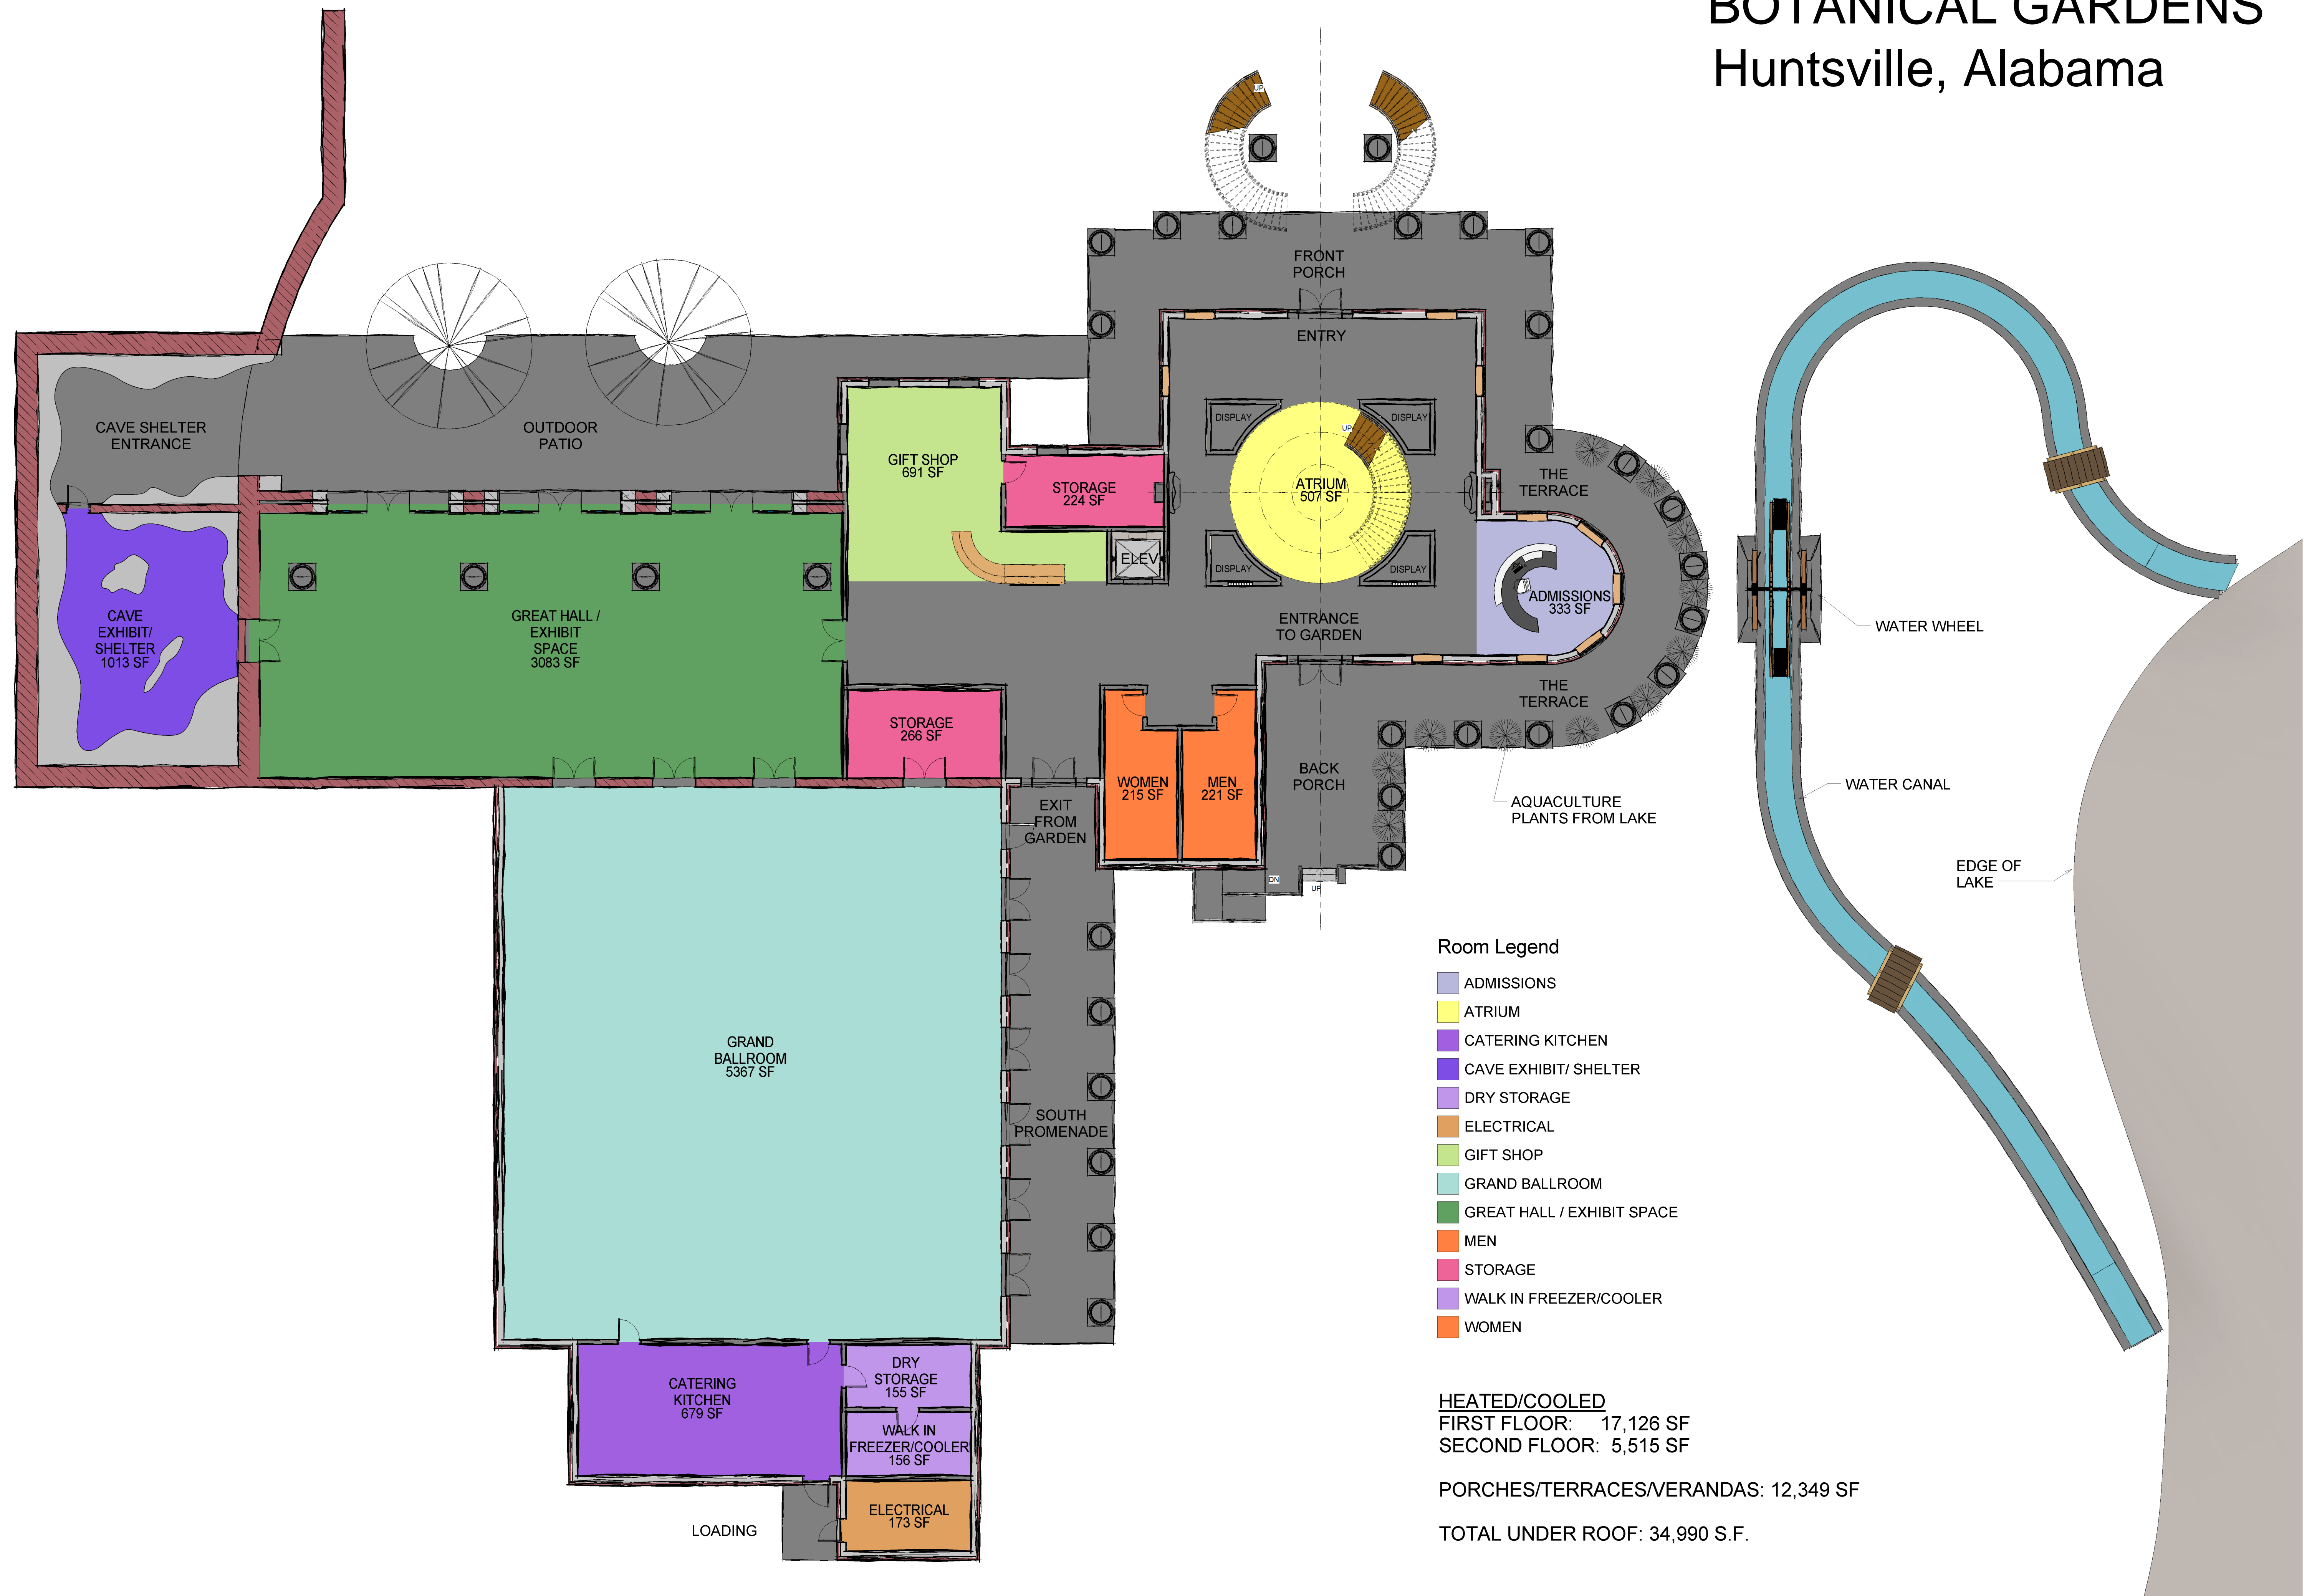 BOTANICAL GARDENS
Huntsville, Alabama
UP
FRONT
PORCH
ENTRY
DISPLAY
DISPLAY
UP
CAVE SHELTER
ENTRANCE
OUTDOOR
PATIO
GIFT SHOP
691 SF
STORAGE
224 SF
ATRIUM
507 SF
THE
TERRACE
ELEV
DISPLAY
DISPLAY
ADMISSIONS
333 SF
CAVE
EXHIBIT/
SHELTER
1013 SF
GREAT HALL /
EXHIBIT
SPACE
3083 SF
ENTRANCE
TO GARDEN
WATER WHEEL
THE
TERRACE
STORAGE
266 SF
WOMEN
215 SF
MEN
221 SF
BACK
PORCH
WATER CANAL
AQUACULTURE
PLANTS FROM LAKE
EXIT
FROM
GARDEN
EDGE OF
LAKE
DN
UP
GRAND
BALLROOM
5367 SF
SOUTH
PROMENADE
Room Legend
ADMISSIONS
ATRIUM
CATERING KITCHEN
CAVE EXHIBIT/ SHELTER
DRY STORAGE
ELECTRICAL
GIFT SHOP
GRAND BALLROOM
GREAT HALL / EXHIBIT SPACE
MEN
STORAGE
WALK IN FREEZER/COOLER
WOMEN
CATERING
KITCHEN
679 SF
DRY
STORAGE
155 SF
WALK IN
FREEZER/COOLER
156 SF
ELECTRICAL
173 SF
LOADING
HEATED/COOLED
FIRST FLOOR: 17,126 SF
SECOND FLOOR: 5,515 SF
PORCHES/TERRACES/VERANDAS: 12,349 SF
TOTAL UNDER ROOF: 34,990 S.F.